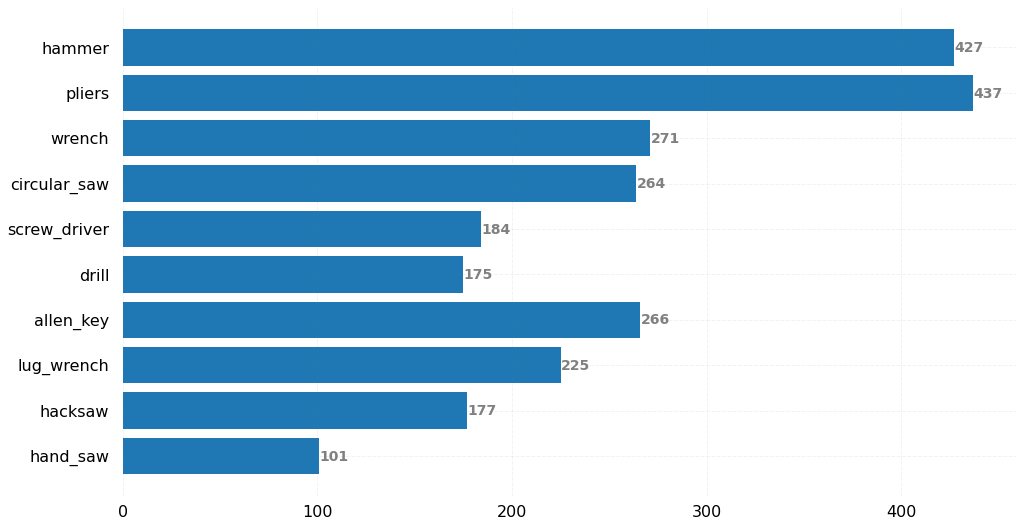 hammer 427
pliers 437
wrench 271
circular_saw 264
screw_driver 184
drill 175
allen_key 266
lug_wrench 225
hacksaw 177
hand_saw 101
0 100 200 300 400